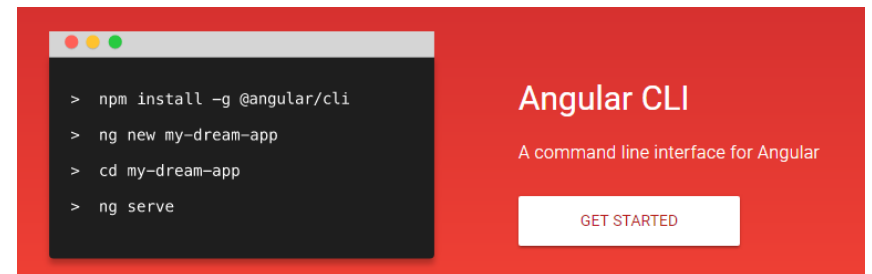 > npm install -g @angular/cli
> ng new my-dream-app
> cd my-dream-app
> ng serve
Angular CLI
A command line interface for Angular
GET STARTED